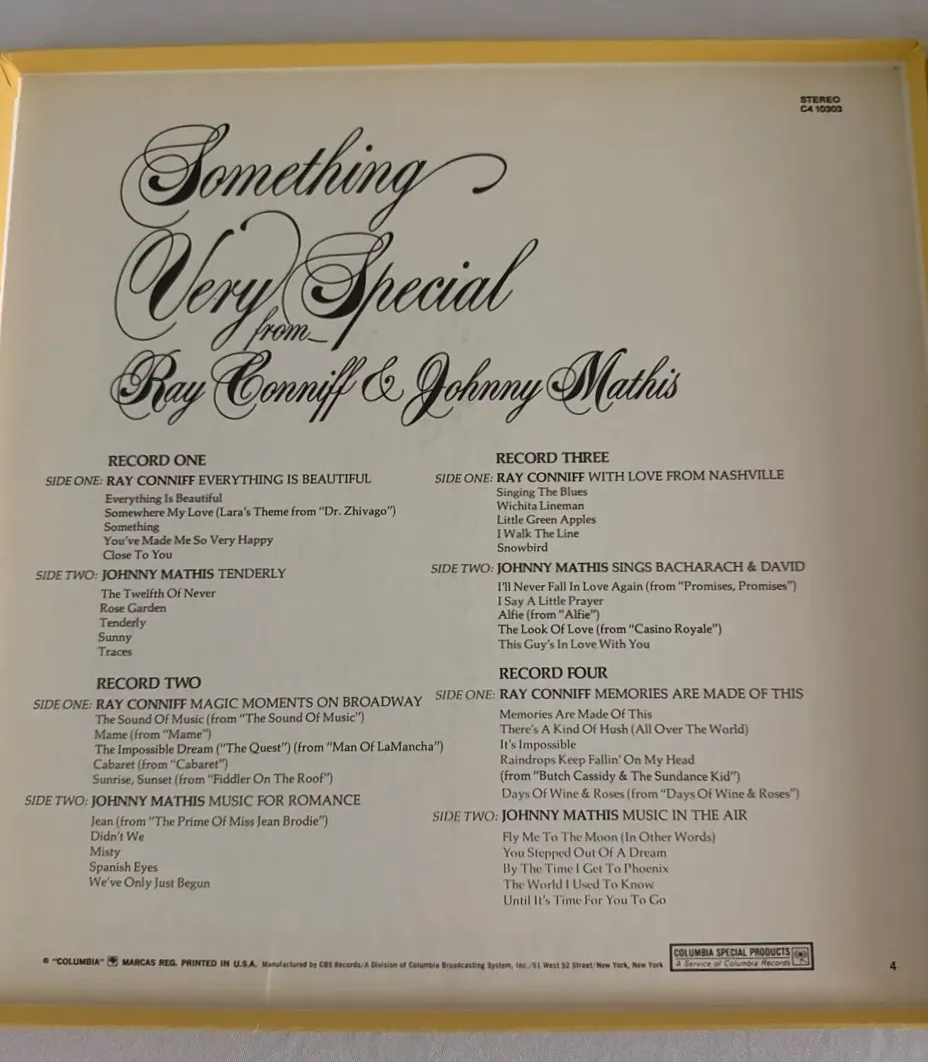 STEREO
C4 10303
Something
Very Special
from
Ray Conniff & Johnny Mathis
RECORD ONE
SIDE ONE: RAY CONNIFF EVERYTHING IS BEAUTIFUL
Everything Is Beautiful
Somewhere My Love (Lara's Theme from "Dr. Zhivago")
Something
You've Made Me So Very Happy
Close To You
SIDE TWO: JOHNNY MATHIS TENDERLY
The Twelfth Of Never
Rose Garden
Tenderly
Sunny
Traces
RECORD TWO
SIDE ONE: RAY CONNIFF MAGIC MOMENTS ON BROADWAY
The Sound Of Music (from "The Sound Of Music")
Mame (from "Mame")
The Impossible Dream ("The Quest") (from "Man Of LaMancha")
Cabaret (from "Cabaret")
Sunrise, Sunset (from "Fiddler On The Roof")
SIDE TWO: JOHNNY MATHIS MUSIC FOR ROMANCE
Jean (from "The Prime Of Miss Jean Brodie")
Didn't We
Misty
Spanish Eyes
We've Only Just Begun
RECORD THREE
SIDE ONE: RAY CONNIFF WITH LOVE FROM NASHVILLE
Singing The Blues
Wichita Lineman
Little Green Apples
I Walk The Line
Snowbird
SIDE TWO: JOHNNY MATHIS SINGS BACHARACH & DAVID
I'll Never Fall In Love Again (from "Promises, Promises")
I Say A Little Prayer
Alfie (from "Alfie")
The Look Of Love (from "Casino Royale")
This Guy's In Love With You
RECORD FOUR
SIDE ONE: RAY CONNIFF MEMORIES ARE MADE OF THIS
Memories Are Made Of This
There's A Kind Of Hush (All Over The World)
It's Impossible
Raindrops Keep Fallin' On My Head
(from "Butch Cassidy & The Sundance Kid")
Days Of Wine & Roses (from "Days Of Wine & Roses")
SIDE TWO: JOHNNY MATHIS MUSIC IN THE AIR
Fly Me To The Moon (In Other Words)
You Stepped Out Of A Dream
By The Time I Get To Phoenix
The World I Used To Know
Until It's Time For You To Go
® "COLUMBIA" MARCAS REG. PRINTED IN U.S.A. Manufactured by CBS Records/A Division of Columbia Broadcasting System, Inc./51 West 52 Street/New York, New York
COLUMBIA SPECIAL PRODUCTS
A Service of Columbia Records
4